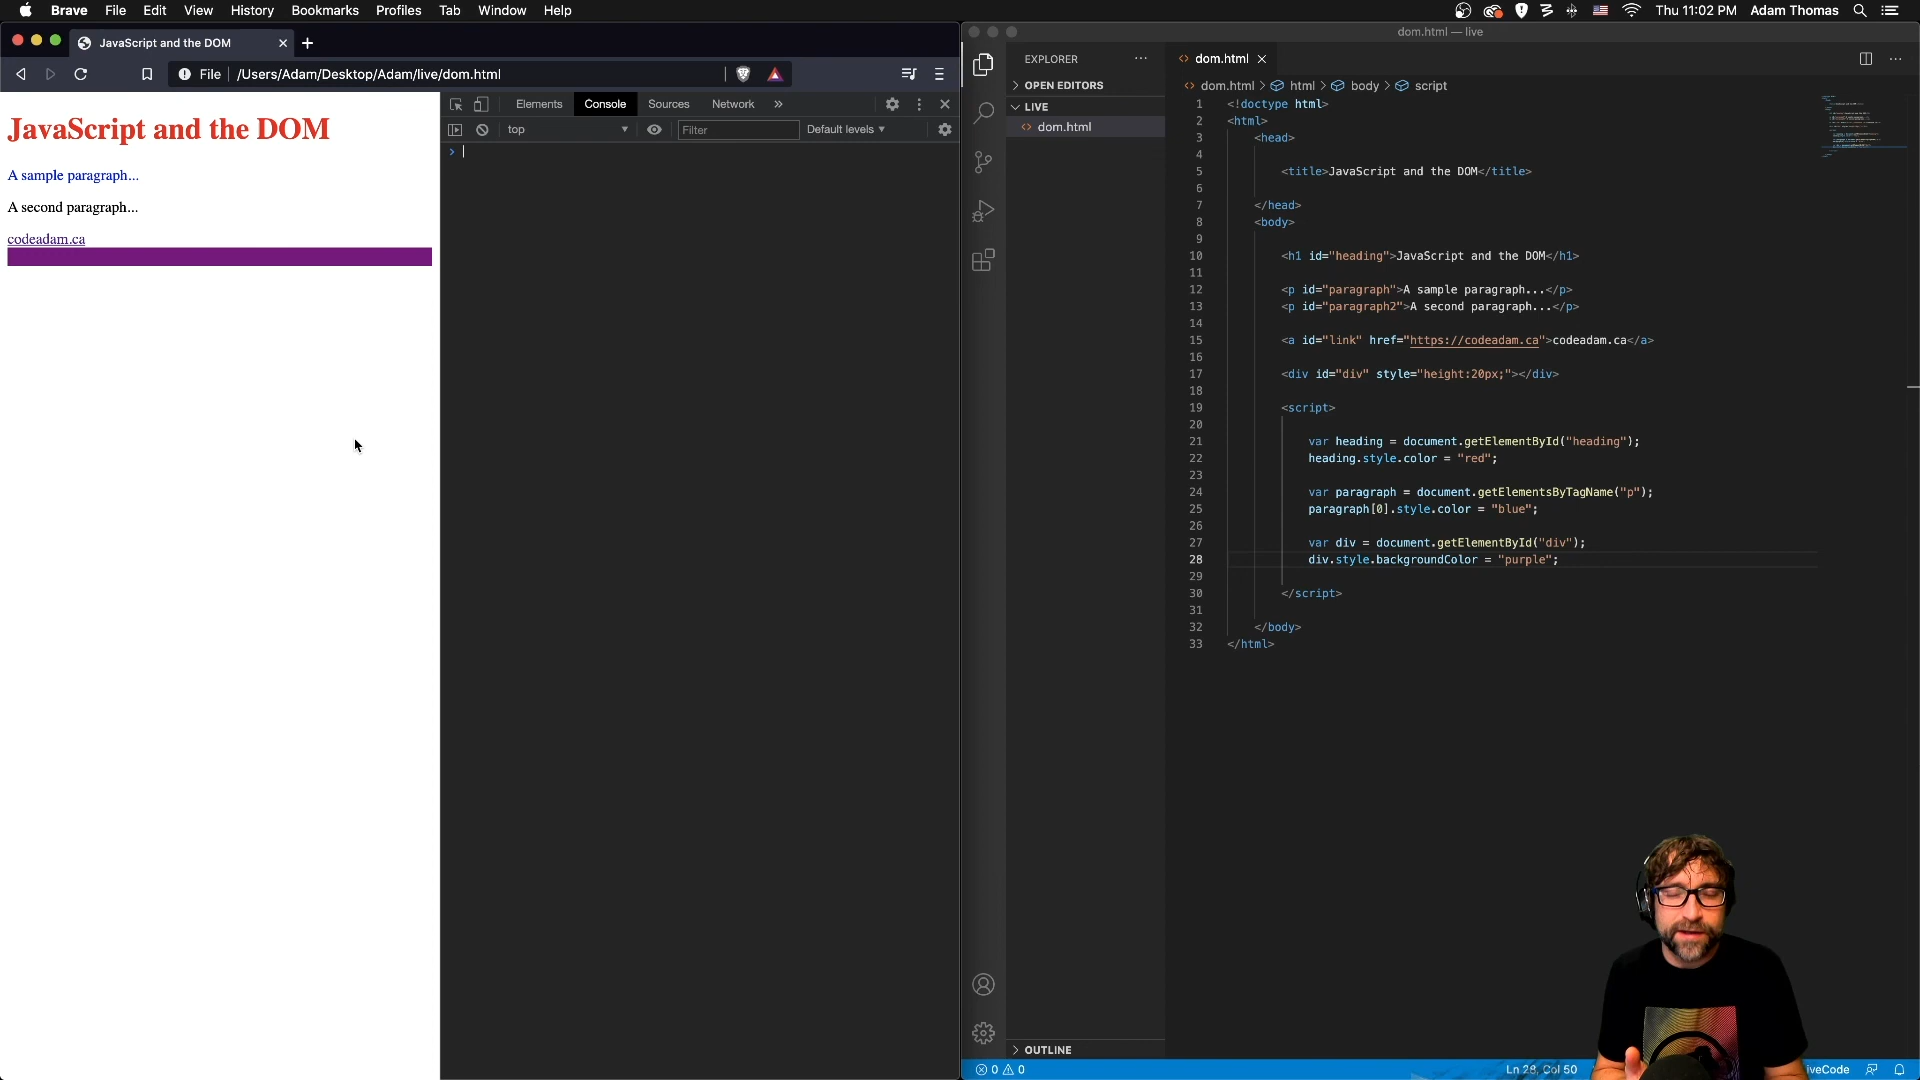 Brave File Edit View History Bookmarks Profiles Tab Window Help
Thu 11:02 PM Adam Thomas
JavaScript and the DOM
File /Users/Adam/Desktop/Adam/live/dom.html
JavaScript and the DOM
A sample paragraph...
A second paragraph...
codeadam.ca
Elements Console Sources Network »
top Filter Default levels
dom.html — live
EXPLORER
OPEN EDITORS
LIVE
dom.html
OUTLINE
dom.html
dom.html > html > body > script
1 <!doctype html>
2 <html>
3 <head>
4
5 <title>JavaScript and the DOM</title>
6
7 </head>
8 <body>
9
10 <h1 id="heading">JavaScript and the DOM</h1>
11
12 <p id="paragraph">A sample paragraph...</p>
13 <p id="paragraph2">A second paragraph...</p>
14
15 <a id="link" href="https://codeadam.ca">codeadam.ca</a>
16
17 <div id="div" style="height:20px;"></div>
18
19 <script>
20
21 var heading = document.getElementById("heading");
22 heading.style.color = "red";
23
24 var paragraph = document.getElementsByTagName("p");
25 paragraph[0].style.color = "blue";
26
27 var div = document.getElementById("div");
28 div.style.backgroundColor = "purple";
29
30 </script>
31
32 </body>
33 </html>
0 0
Ln 28, Col 50
iveCode